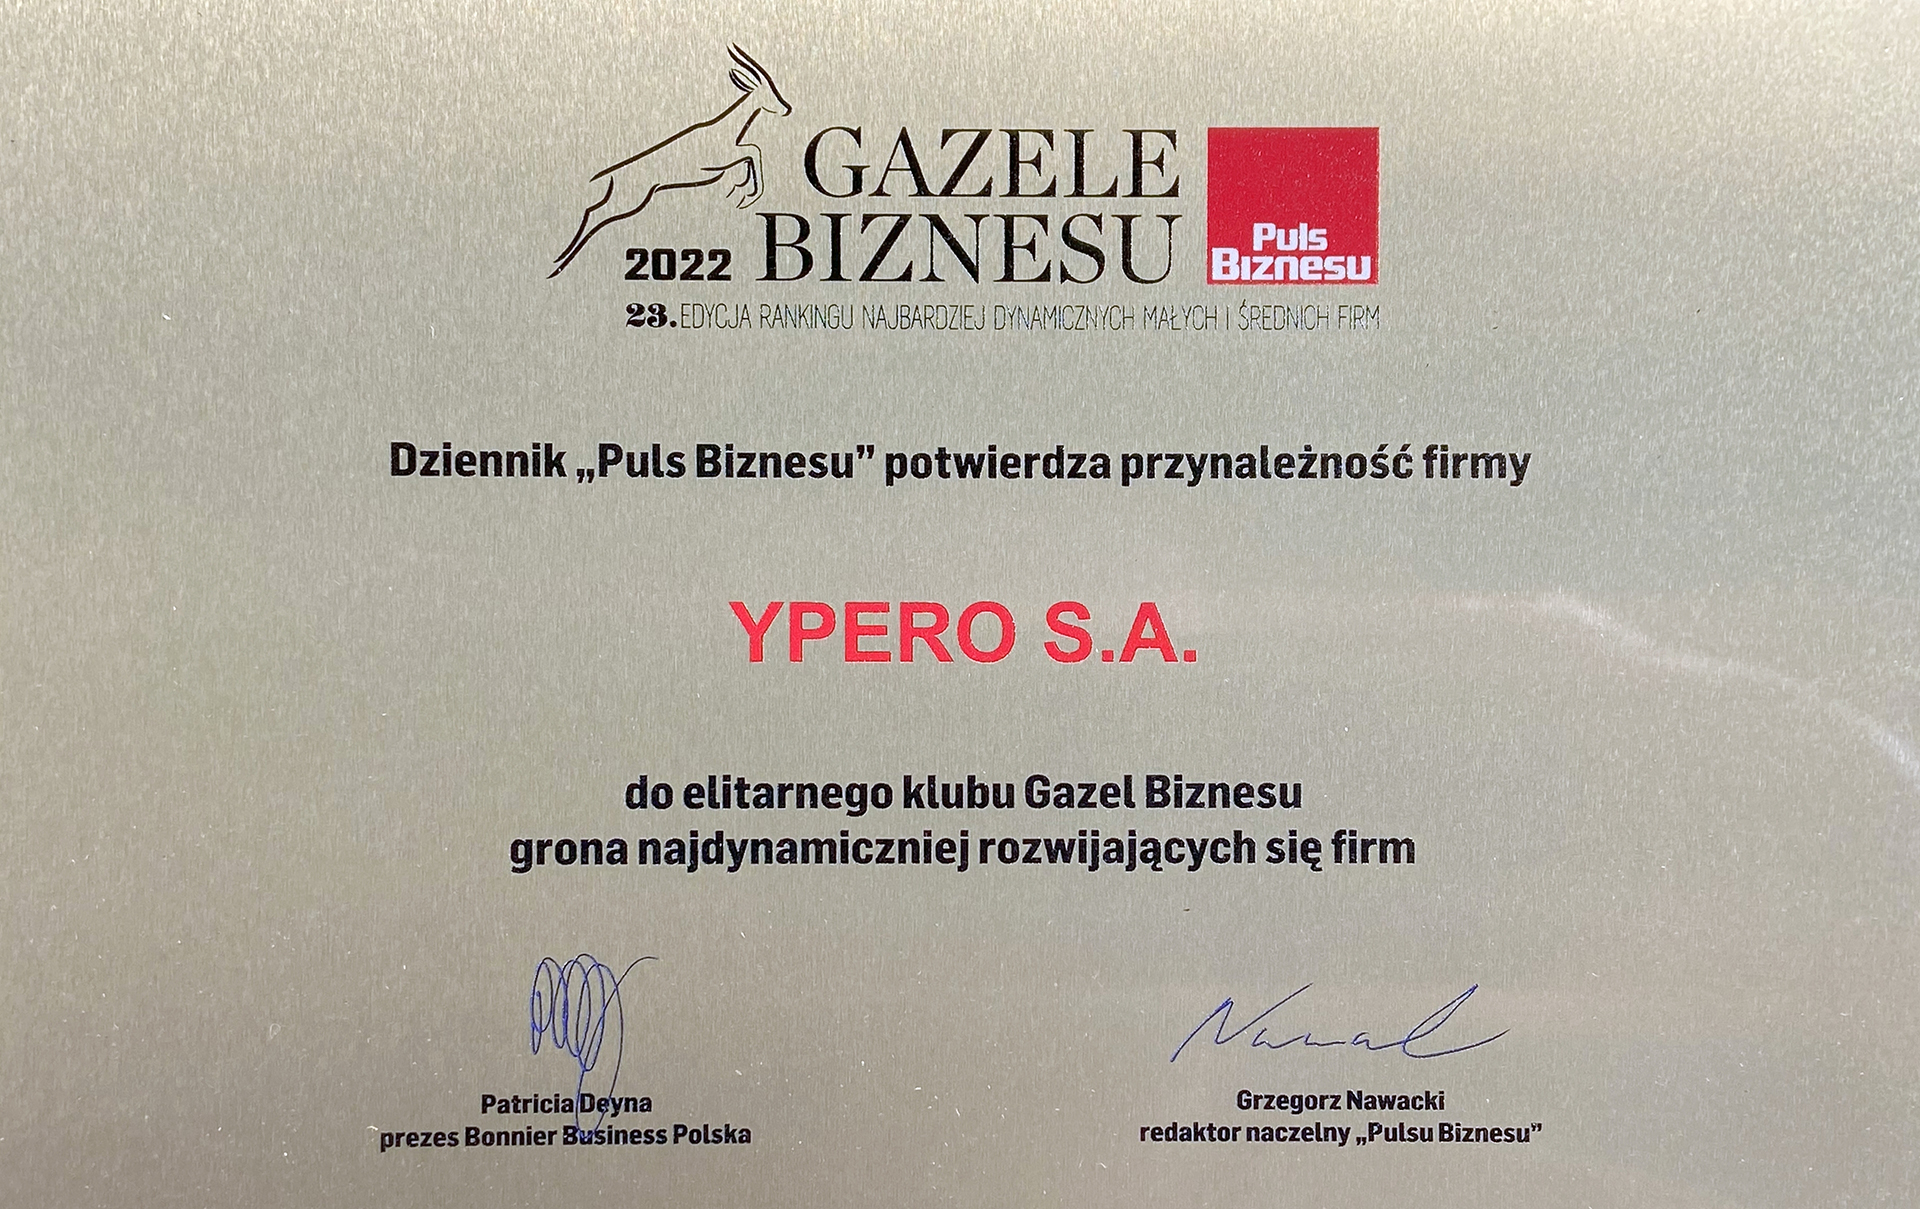 GAZELE
2022 BIZNESU
Puls
Biznesu
23. EDYCJA RANKINGU NAJBARDZIEJ DYNAMICZNYCH MAŁYCH I ŚREDNICH FIRM
Dziennik „Puls Biznesu” potwierdza przynależność firmy
YPERO S.A.
do elitarnego klubu Gazel Biznesu
grona najdynamiczniej rozwijających się firm
Patricia Deyna
prezes Bonnier Business Polska
Grzegorz Nawacki
redaktor naczelny „Pulsu Biznesu”